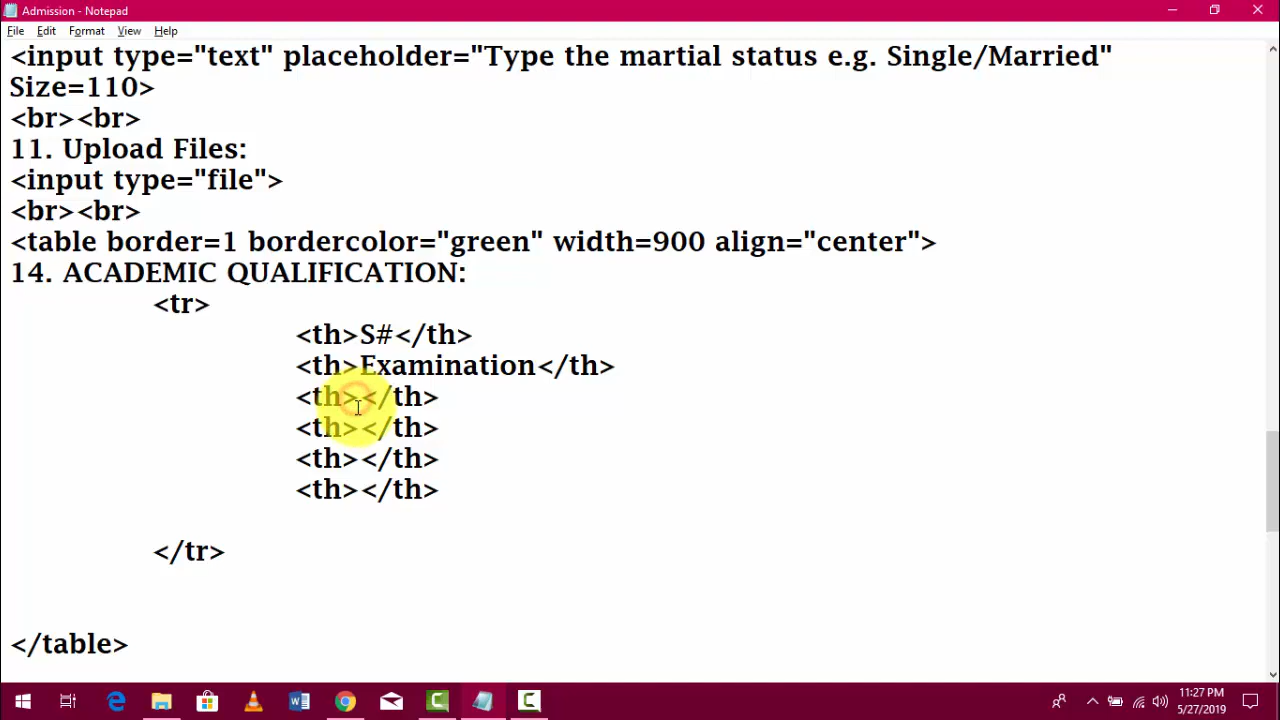 Admission - Notepad
File Edit Format View Help
<input type="text" placeholder="Type the martial status e.g. Single/Married"
Size=110>
<br><br>
11. Upload Files:
<input type="file">
<br><br>
<table border=1 bordercolor="green" width=900 align="center">
14. ACADEMIC QUALIFICATION:
<tr>
<th>S#</th>
<th>Examination</th>
<th></th>
<th></th>
<th></th>
<th></th>
</tr>
</table>
11:27 PM
5/27/2019